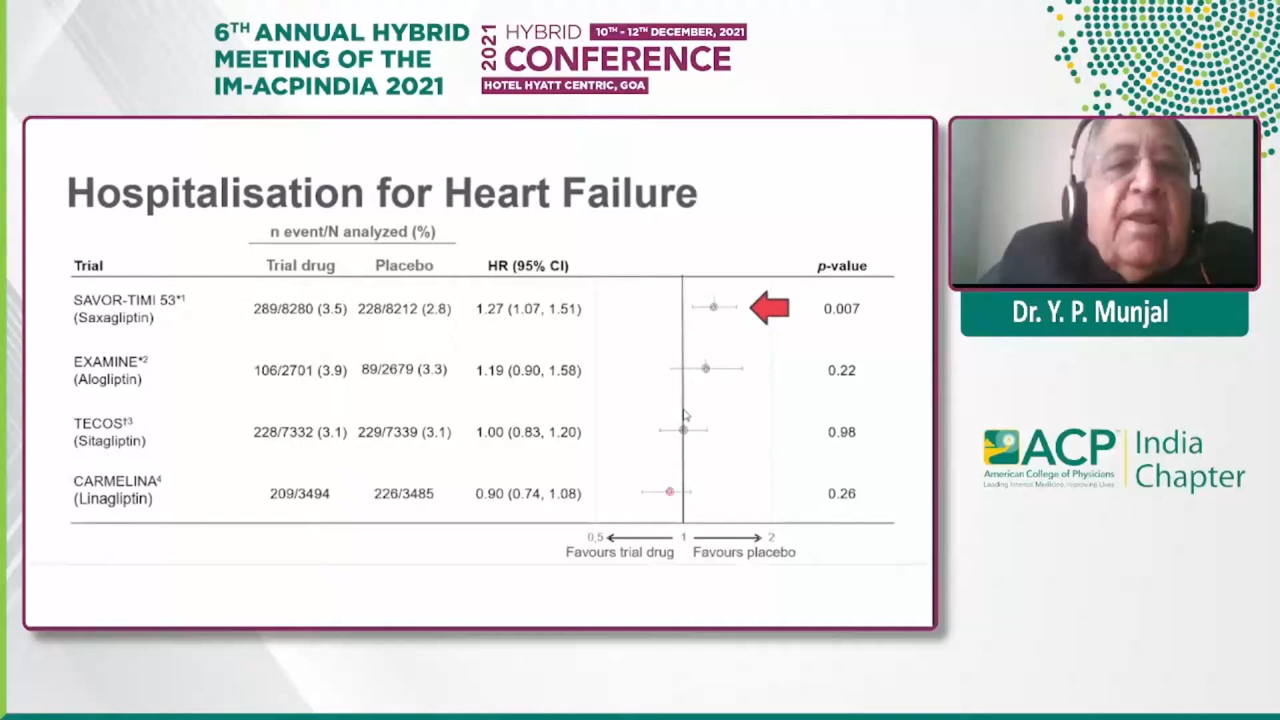 6TH ANNUAL HYBRID
MEETING OF THE
IM-ACPINDIA 2021
2021
HYBRID 10TH - 12TH DECEMBER, 2021
CONFERENCE
HOTEL HYATT CENTRIC, GOA
Hospitalisation for Heart Failure
n event/N analyzed (%)
Trial Trial drug Placebo HR (95% CI) p-value
SAVOR-TIMI 53*1
(Saxagliptin) 289/8280 (3.5) 228/8212 (2.8) 1.27 (1.07, 1.51) 0.007
EXAMINE*2
(Alogliptin) 106/2701 (3.9) 89/2679 (3.3) 1.19 (0.90, 1.58) 0.22
TECOS†3
(Sitagliptin) 228/7332 (3.1) 229/7339 (3.1) 1.00 (0.83, 1.20) 0.98
CARMELINA4
(Linagliptin) 209/3494 226/3485 0.90 (0.74, 1.08) 0.26
0,5 1 2
Favours trial drug Favours placebo
Dr. Y. P. Munjal
ACP India
Chapter
American College of Physicians
Leading Internal Medicine, Improving Lives